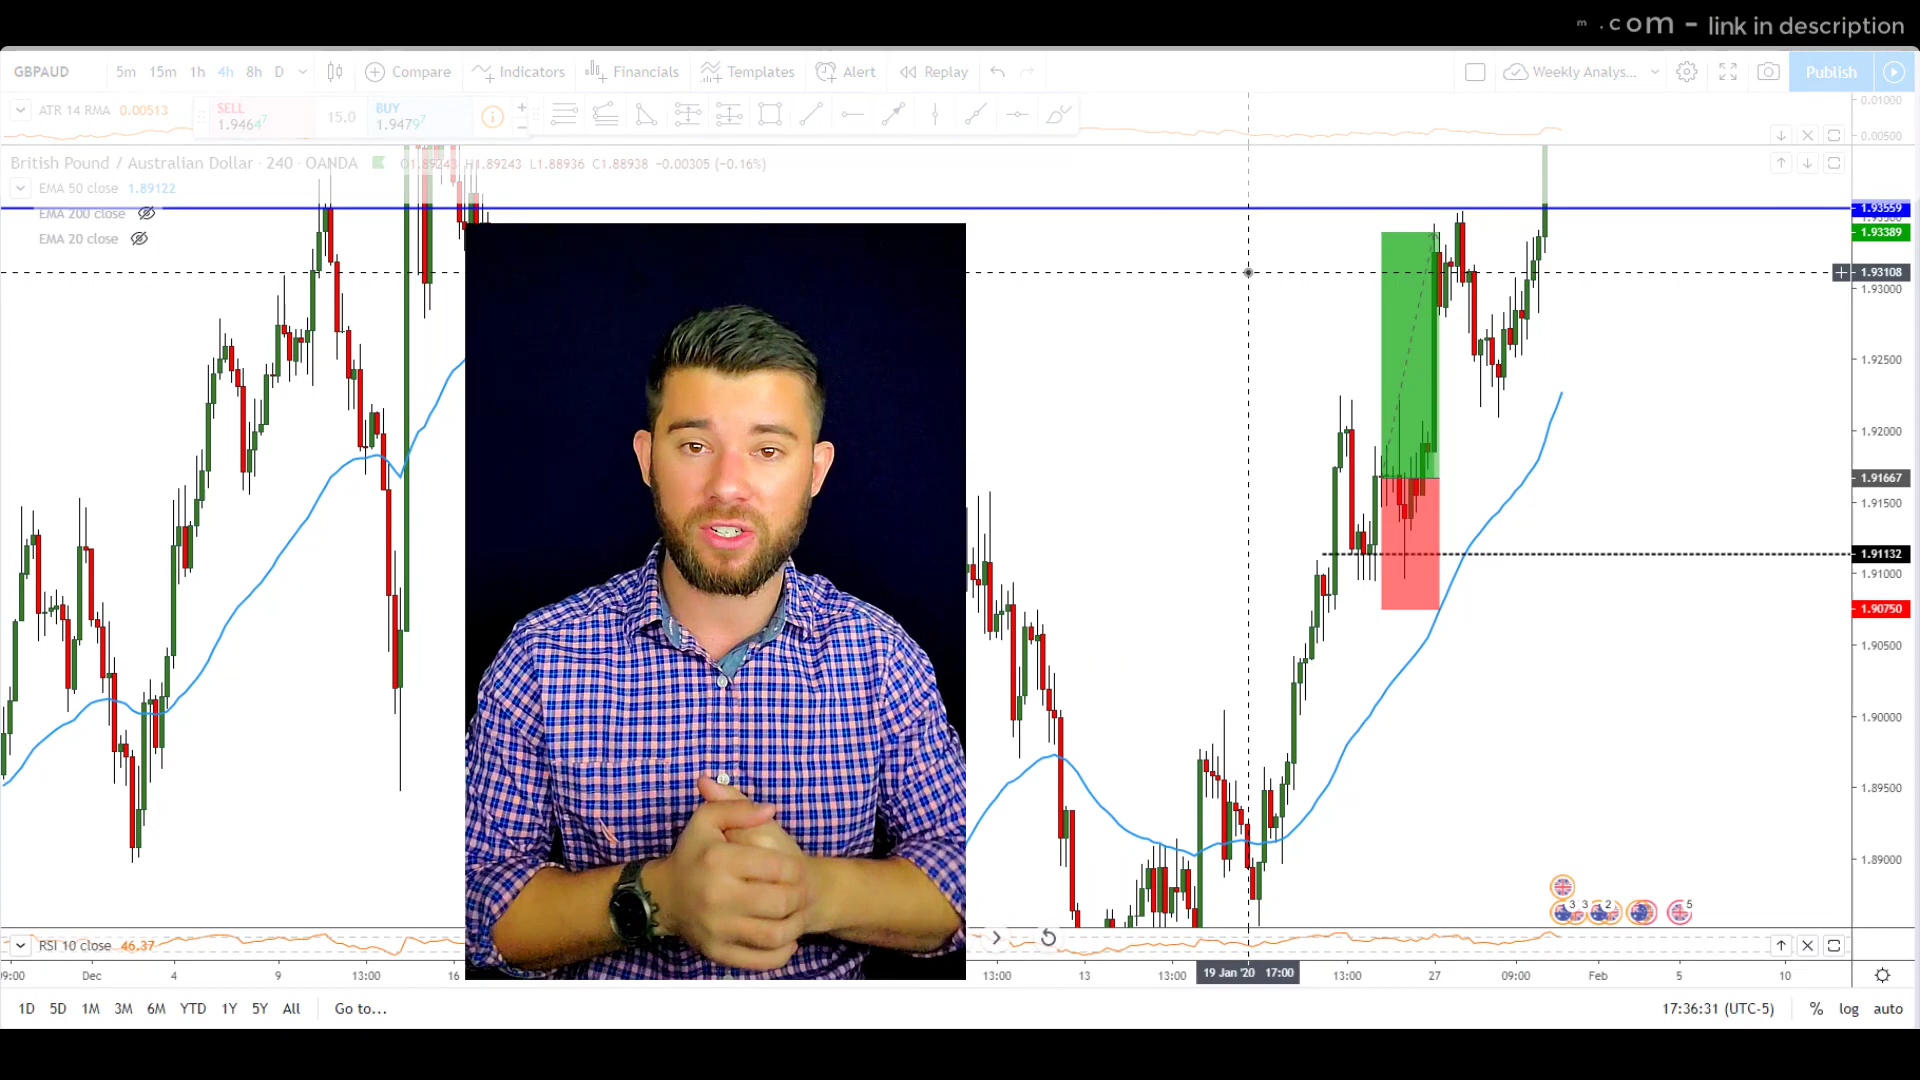 .com - link in description
GBPAUD 5m 15m 1h 4h 8h D Compare Indicators Financials Templates Alert Replay Weekly Analys... Publish
ATR 14 RMA 0.00513
SELL
1.94647
15.0
BUY
1.94797
0.01000
0.00500
British Pound / Australian Dollar · 240 · OANDA O1.89243 H1.89243 L1.88936 C1.88938 -0.00305 (-0.16%)
EMA 50 close 1.89122
EMA 200 close
EMA 20 close
1.93559
1.93389
1.93108
1.93000
1.92500
1.92000
1.91667
1.91500
1.91132
1.91000
1.90750
1.90500
1.90000
1.89500
1.89000
3 3 2 5
RSI 10 close 46.37
Dec 4 9 13:00 16 13:00 13 13:00 19 Jan '20 17:00 13:00 27 09:00 Feb 5 10
1D 5D 1M 3M 6M YTD 1Y 5Y All Go to... 17:36:31 (UTC-5) % log auto